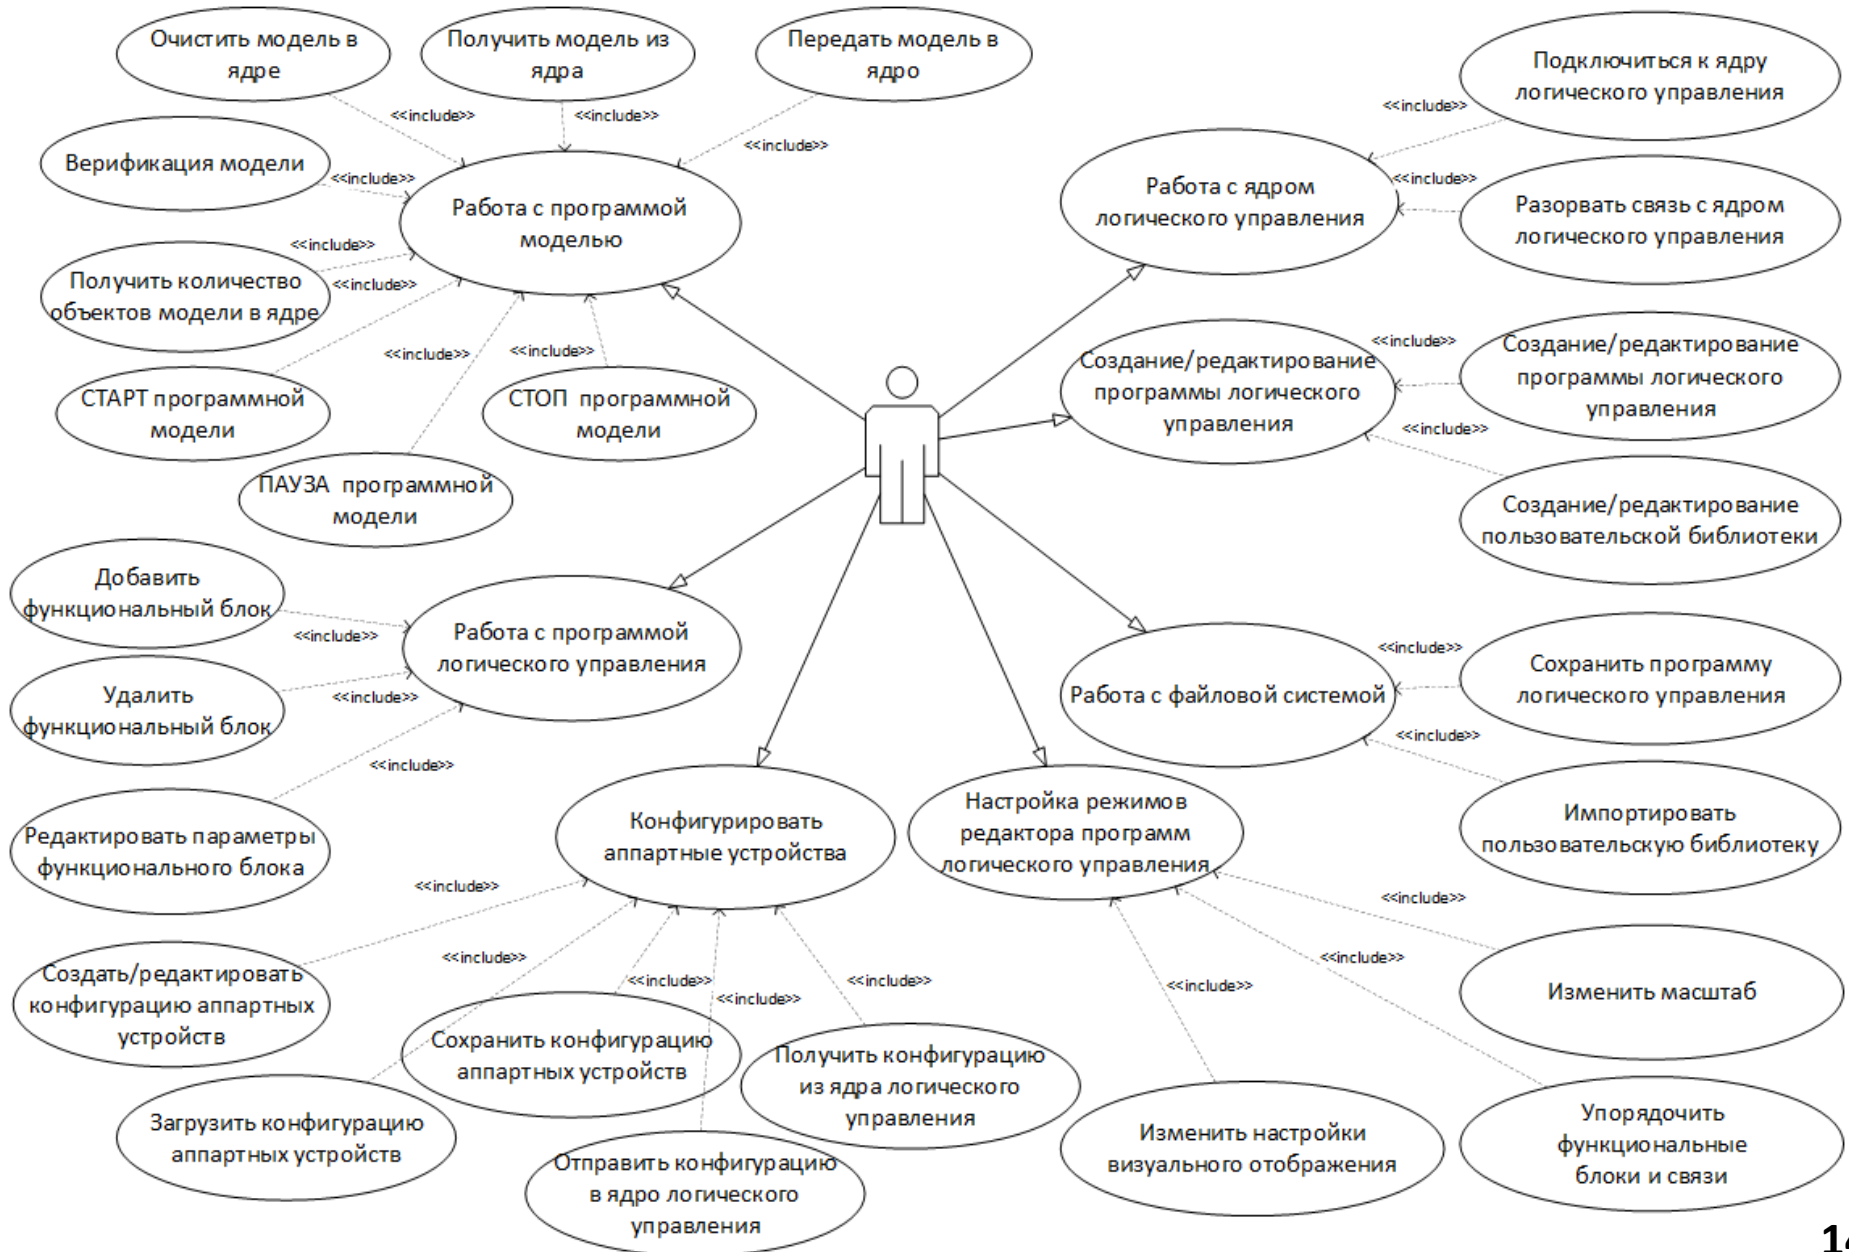 Очистить модель в
ядре
Получить модель из
ядра
Передать модель в
ядро
<<include>>
<<include>>
<<include>>
Верификация модели
<<include>>
Работа с программой
моделью
<<include>>
Получить количество
объектов модели в ядре
<<include>>
СТАРТ программной
модели
<<include>>
ПАУЗА  программной
модели
<<include>>
СТОП  программной
модели
Подключиться к ядру
логического управления
<<include>>
Работа с ядром
логического управления
<<include>>
Разорвать связь с ядром
логического управления
Создание/редактирование
программы логического
управления
<<include>>
Создание/редактирование
программы логического
управления
<<include>>
Создание/редактирование
пользовательской библиотеки
Добавить
функциональный блок
<<include>>
Работа с программой
логического управления
Удалить
функциональный блок
<<include>>
Редактировать параметры
функционального блока
<<include>>
Работа с файловой системой
<<include>>
Сохранить программу
логического управления
<<include>>
Импортировать
пользовательскую библиотеку
Конфигурировать
аппартные устройства
Настройка режимов
редактора программ
логического управления
<<include>>
Создать/редактировать
конфигурацию аппартных
устройств
<<include>>
Загрузить конфигурацию
аппартных устройств
<<include>>
Сохранить конфигурацию
аппартных устройств
<<include>>
Отправить конфигурацию
в ядро логического
управления
<<include>>
Получить конфигурацию
из ядра логического
управления
<<include>>
Изменить масштаб
<<include>>
Упорядочить
функциональные
блоки и связи
<<include>>
Изменить настройки
визуального отображения